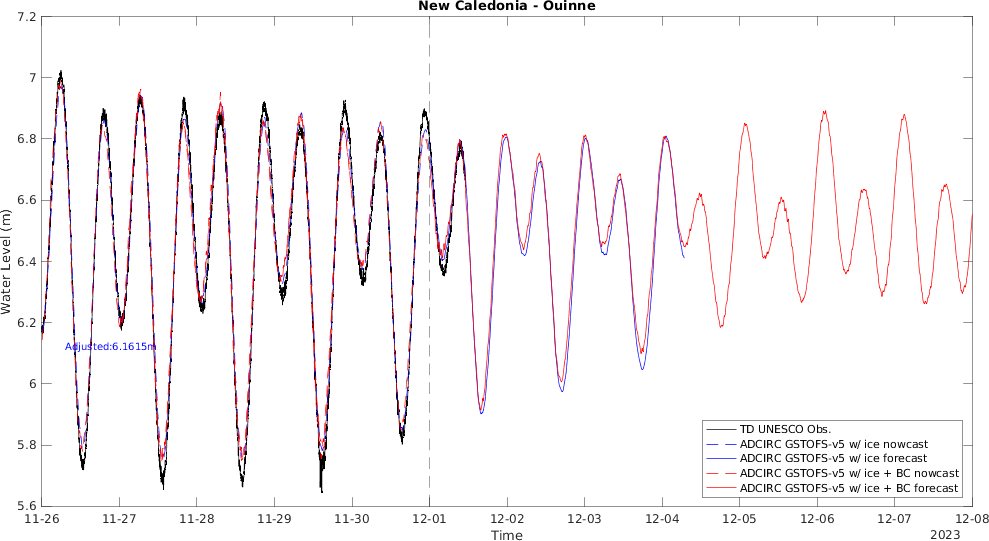 New Caledonia - Ouinne
7.2
7
6.8
6.6
6.4
6.2
6
5.8
5.6
Water Level (m)
Adjusted:6.1615m
TD UNESCO Obs.
ADCIRC GSTOFS-v5 w/ ice nowcast
ADCIRC GSTOFS-v5 w/ ice forecast
ADCIRC GSTOFS-v5 w/ ice + BC nowcast
ADCIRC GSTOFS-v5 w/ ice + BC forecast
11-26 11-27 11-28 11-29 11-30 12-01 12-02 12-03 12-04 12-05 12-06 12-07 12-08
Time
2023